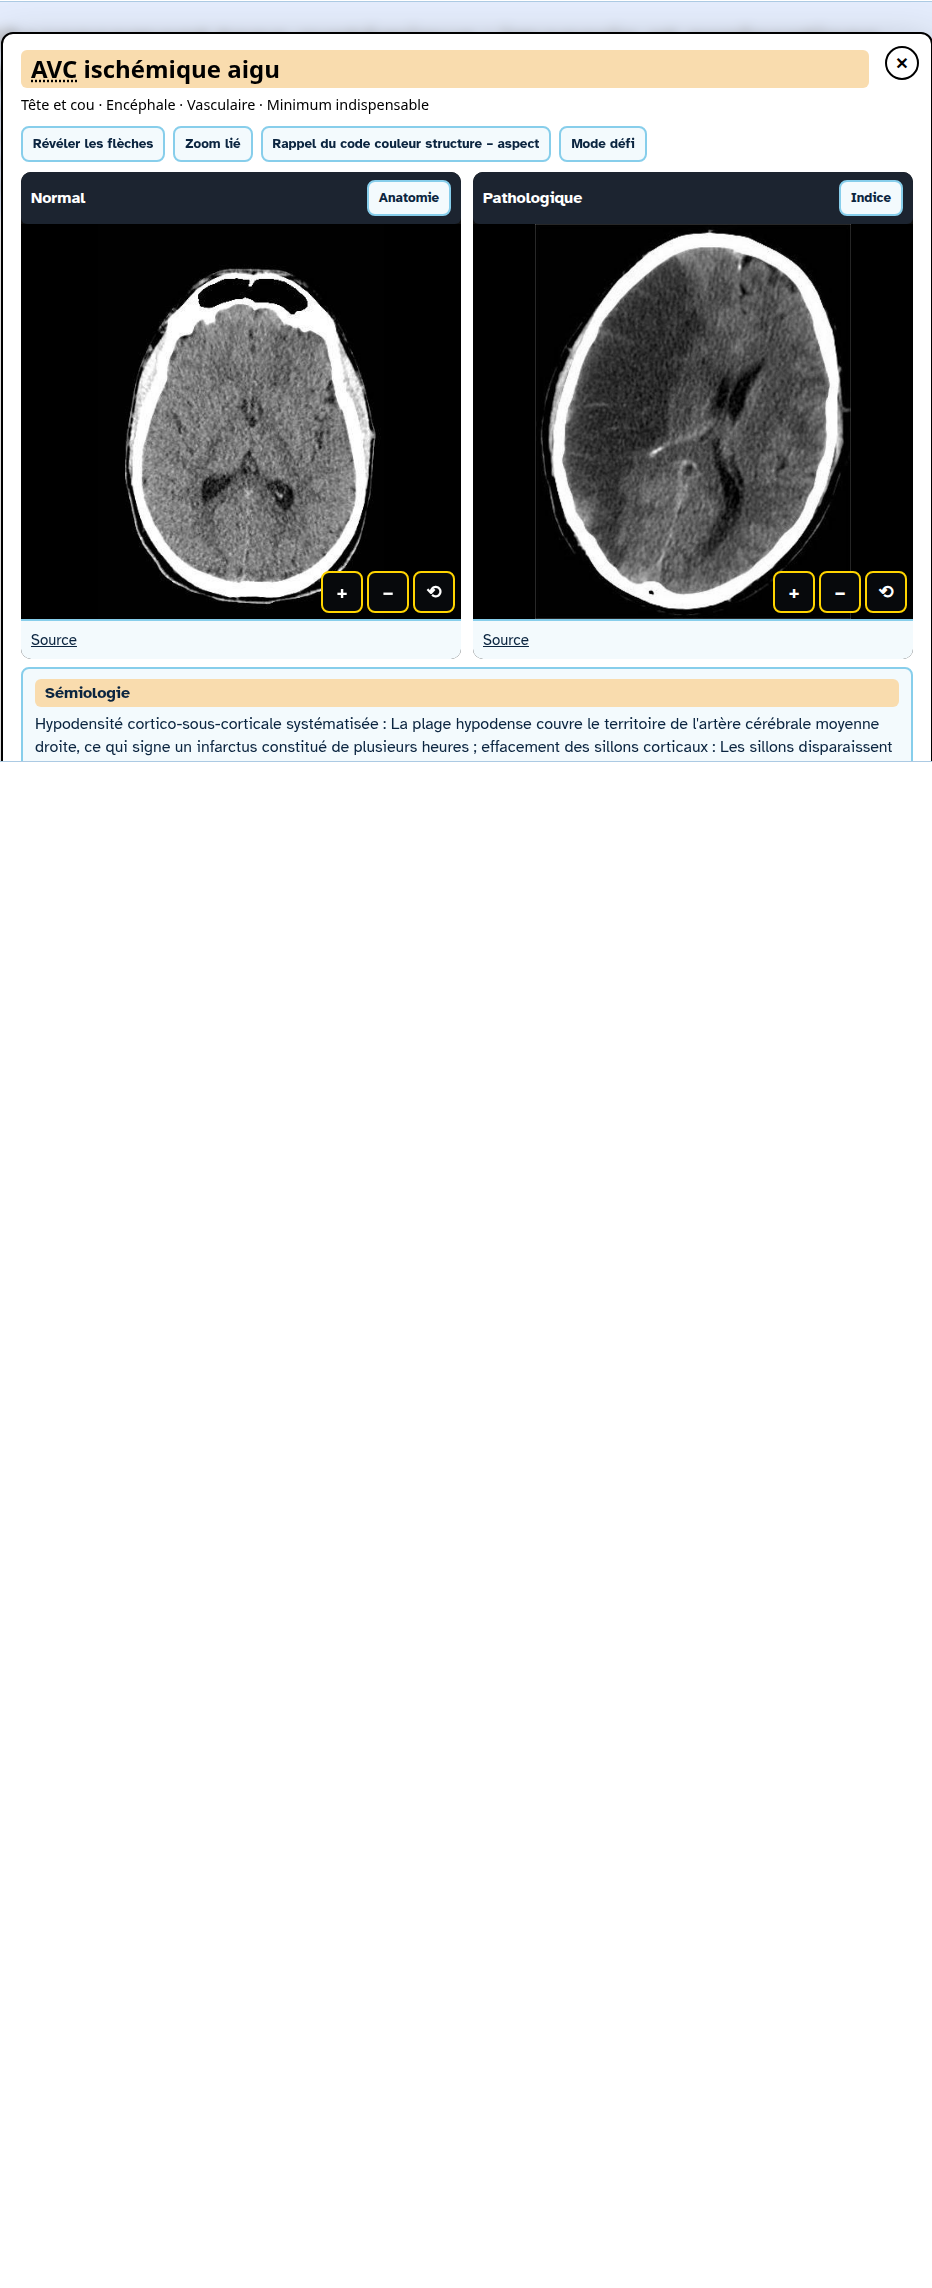 AVC ischémique aigu
×
Tête et cou · Encéphale · Vasculaire · Minimum indispensable
Révéler les flèches
Zoom lié
Rappel du code couleur structure – aspect
Mode défi
Normal
Anatomie
+
−
⟲
Source
Pathologique
Indice
+
−
⟲
Source
Sémiologie
Hypodensité cortico-sous-corticale systématisée : La plage hypodense couvre le territoire de l'artère cérébrale moyenne
droite, ce qui signe un infarctus constitué de plusieurs heures ; effacement des sillons corticaux : Les sillons disparaissent